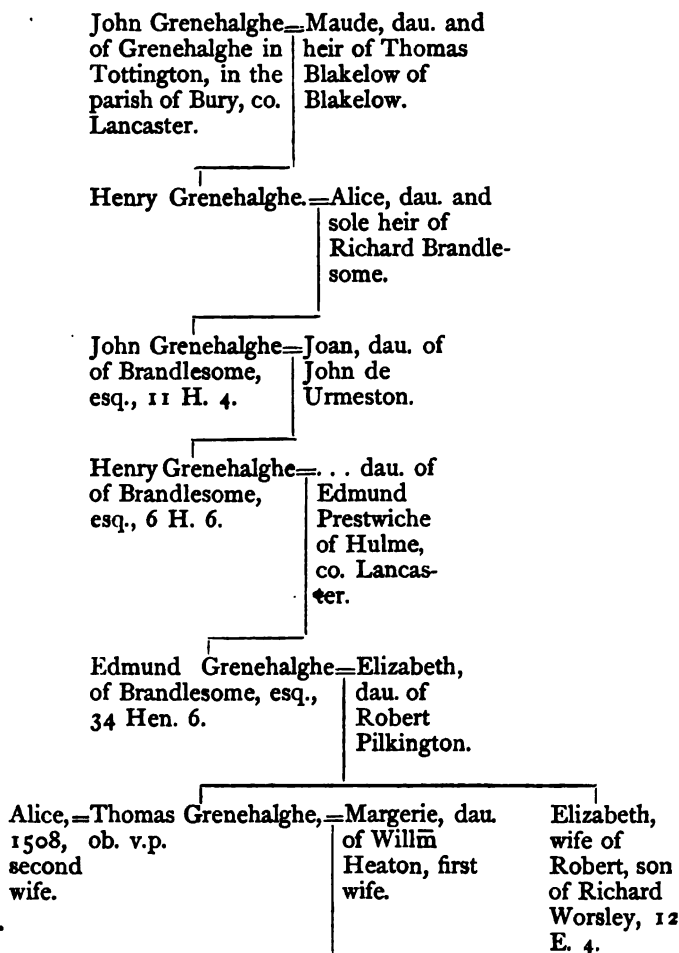 John Grenehalghe=Maude, dau. and
of Grenehalghe in heir of Thomas
Tottington, in the Blakelow of
parish of Bury, co. Blakelow.
Lancaster.
Henry Grenehalghe.=Alice, dau. and
sole heir of
Richard Brandle-
some.
John Grenehalghe=Joan, dau. of
of Brandlesome, John de
esq., 11 H. 4. Urmeston.
Henry Grenehalghe=. . . dau. of
of Brandlesome, Edmund
esq., 6 H. 6. Prestwiche
of Hulme,
co. Lancas-
ter.
Edmund Grenehalghe=Elizabeth,
of Brandlesome, esq., dau. of
34 Hen. 6. Robert
Pilkington.
Alice,=Thomas Grenehalghe,=Margerie, dau. Elizabeth,
1508, ob. v.p. of Willm̄ wife of
second Heaton, first Robert, son
wife. wife. of Richard
Worsley, 12
E. 4.